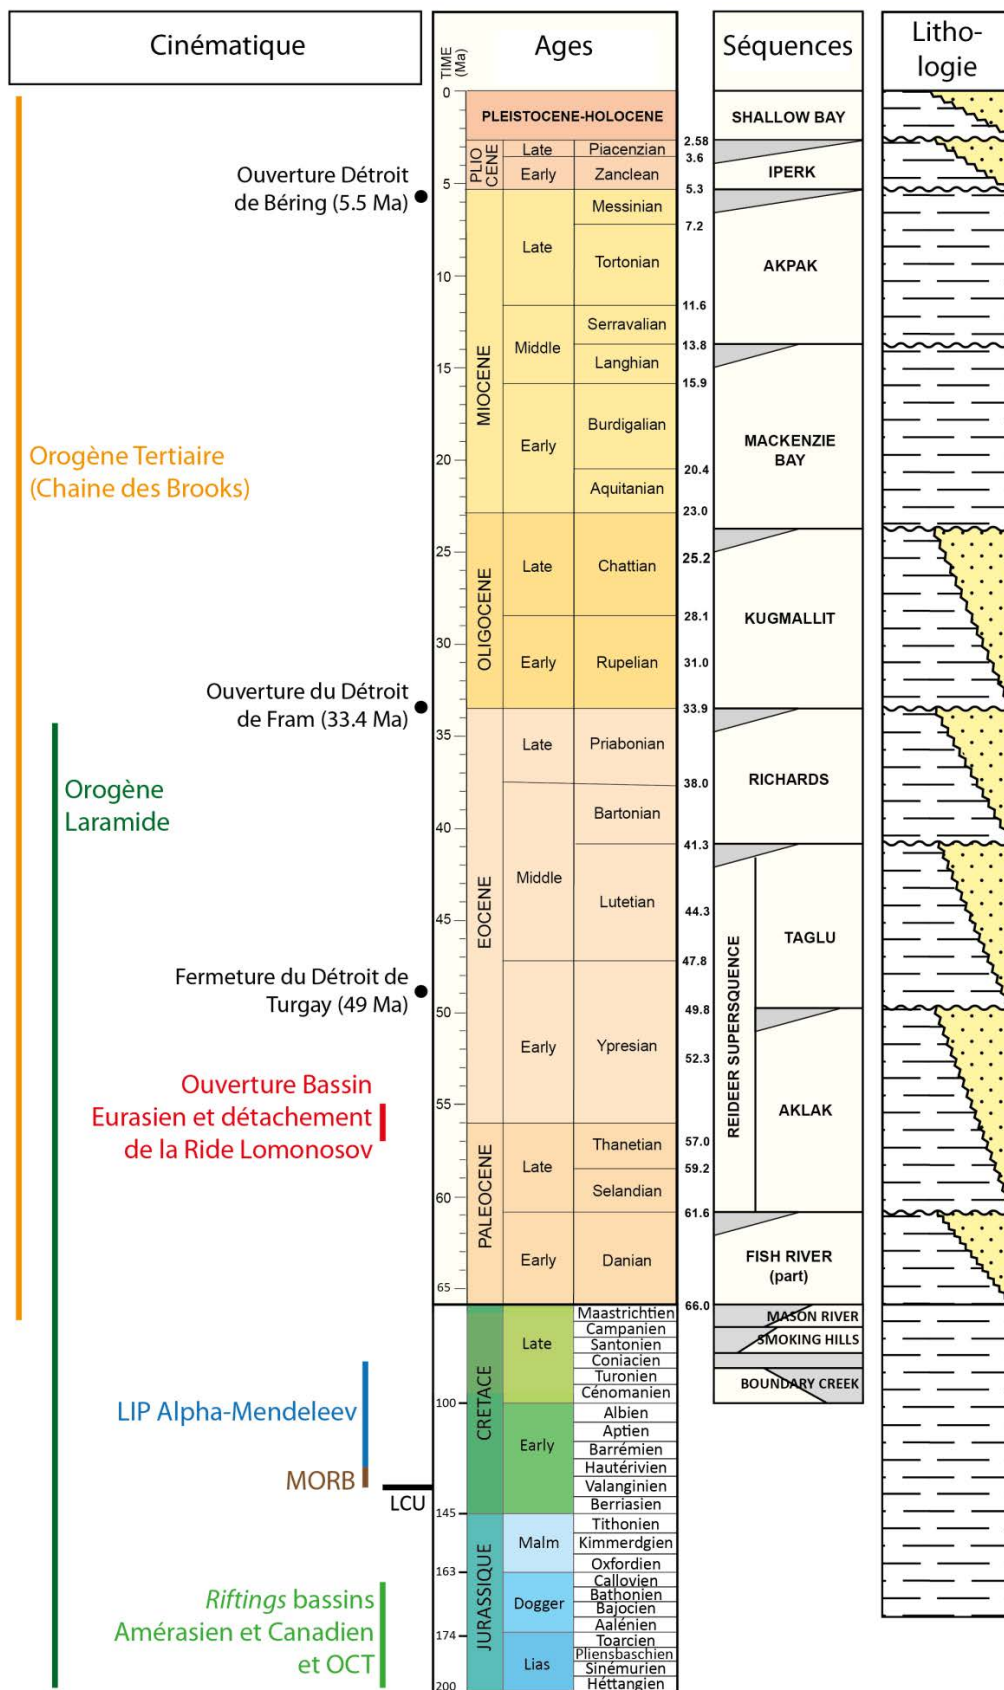 Cinématique
Ages
Séquences
Litho-
logie
TIME
(Ma)
0
5
10
15
20
25
30
35
40
45
50
55
60
65
100
145
163
174
200
Ouverture Détroit
de Béring (5.5 Ma)
Orogène Tertiaire
(Chaine des Brooks)
Ouverture du Détroit
de Fram (33.4 Ma)
Orogène
Laramide
Fermeture du Détroit de
Turgay (49 Ma)
Ouverture Bassin
Eurasien et détachement
de la Ride Lomonosov
LIP Alpha-Mendeleev
MORB
LCU
Riftings bassins
Amérasien et Canadien
et OCT
PLEISTOCENE-HOLOCENE
PLIO
CENE
Late
Piacenzian
Early
Zanclean
MIOCENE
Late
Messinian
Tortonian
Middle
Serravalian
Langhian
Early
Burdigalian
Aquitanian
OLIGOCENE
Late
Chattian
Early
Rupelian
EOCENE
Late
Priabonian
Bartonian
Middle
Lutetian
Early
Ypresian
PALEOCENE
Late
Thanetian
Selandian
Early
Danian
CRETACE
Late
Maastrichtien
Campanien
Santonien
Coniacien
Turonien
Cénomanien
Early
Albien
Aptien
Barrémien
Hautérivien
Valanginien
Berriasien
JURASSIQUE
Malm
Tithonien
Kimmerdgien
Oxfordien
Dogger
Callovien
Bathonien
Bajocien
Aalénien
Lias
Toarcien
Pliensbaschien
Sinémurien
Héttangien
2.58
3.6
5.3
7.2
11.6
13.8
15.9
20.4
23.0
25.2
28.1
31.0
33.9
38.0
41.3
44.3
47.8
49.8
52.3
57.0
59.2
61.6
66.0
SHALLOW BAY
IPERK
AKPAK
MACKENZIE
BAY
KUGMALLIT
RICHARDS
REIDEER SUPERSQUENCE
TAGLU
AKLAK
FISH RIVER
(part)
MASON RIVER
SMOKING HILLS
BOUNDARY CREEK